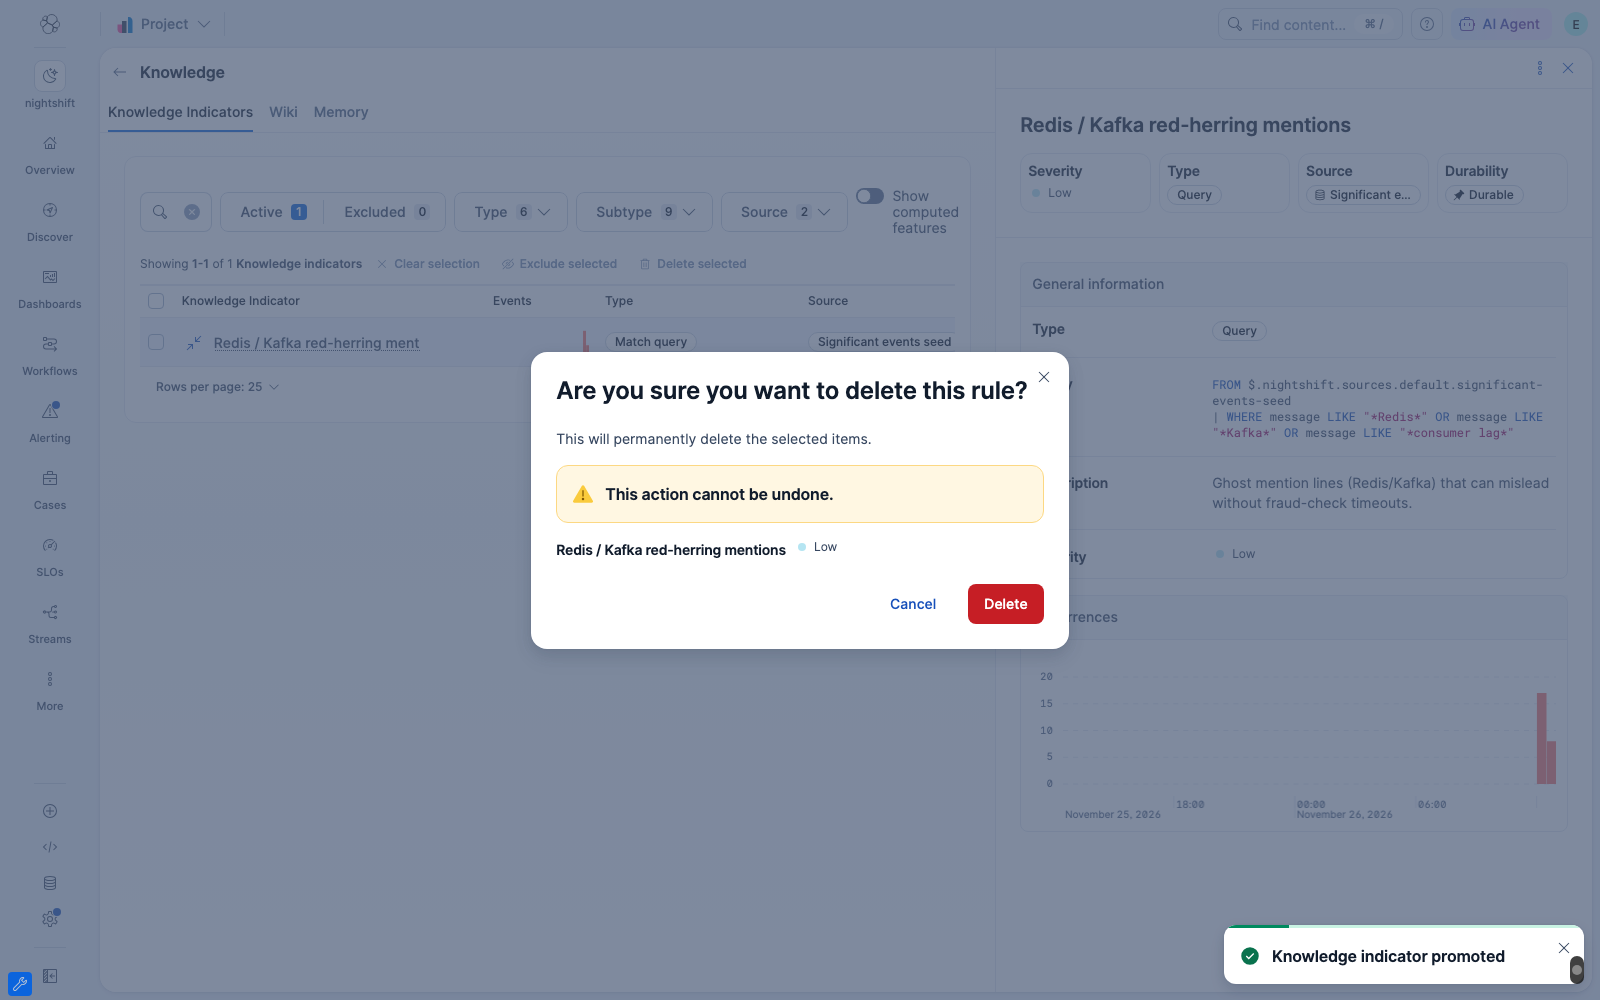 Project
Find content...
⌘ /
AI Agent
E
nightshift
Overview
Discover
Dashboards
Workflows
Alerting
Cases
SLOs
Streams
More
Knowledge
Knowledge Indicators
Wiki
Memory
Active 1
Excluded 0
Type 6
Subtype 9
Source 2
Show
computed
features
Showing 1-1 of 1 Knowledge indicators
Clear selection
Exclude selected
Delete selected
Knowledge Indicator
Events
Type
Source
Redis / Kafka red-herring ment
Match query
Significant events seed
Rows per page: 25
Redis / Kafka red-herring mentions
Severity
Low
Type
Query
Source
Significant e...
Durability
Durable
General information
Type
Query
FROM $.nightshift.sources.default.significant-
events-seed
| WHERE message LIKE "*Redis*" OR message LIKE
"*Kafka*" OR message LIKE "*consumer lag*"
Ghost mention lines (Redis/Kafka) that can mislead
without fraud-check timeouts.
Low
20
15
10
5
0
18:00
00:00
06:00
November 25, 2026
November 26, 2026
Are you sure you want to delete this rule?
This will permanently delete the selected items.
This action cannot be undone.
Redis / Kafka red-herring mentions
Low
Cancel
Delete
Knowledge indicator promoted